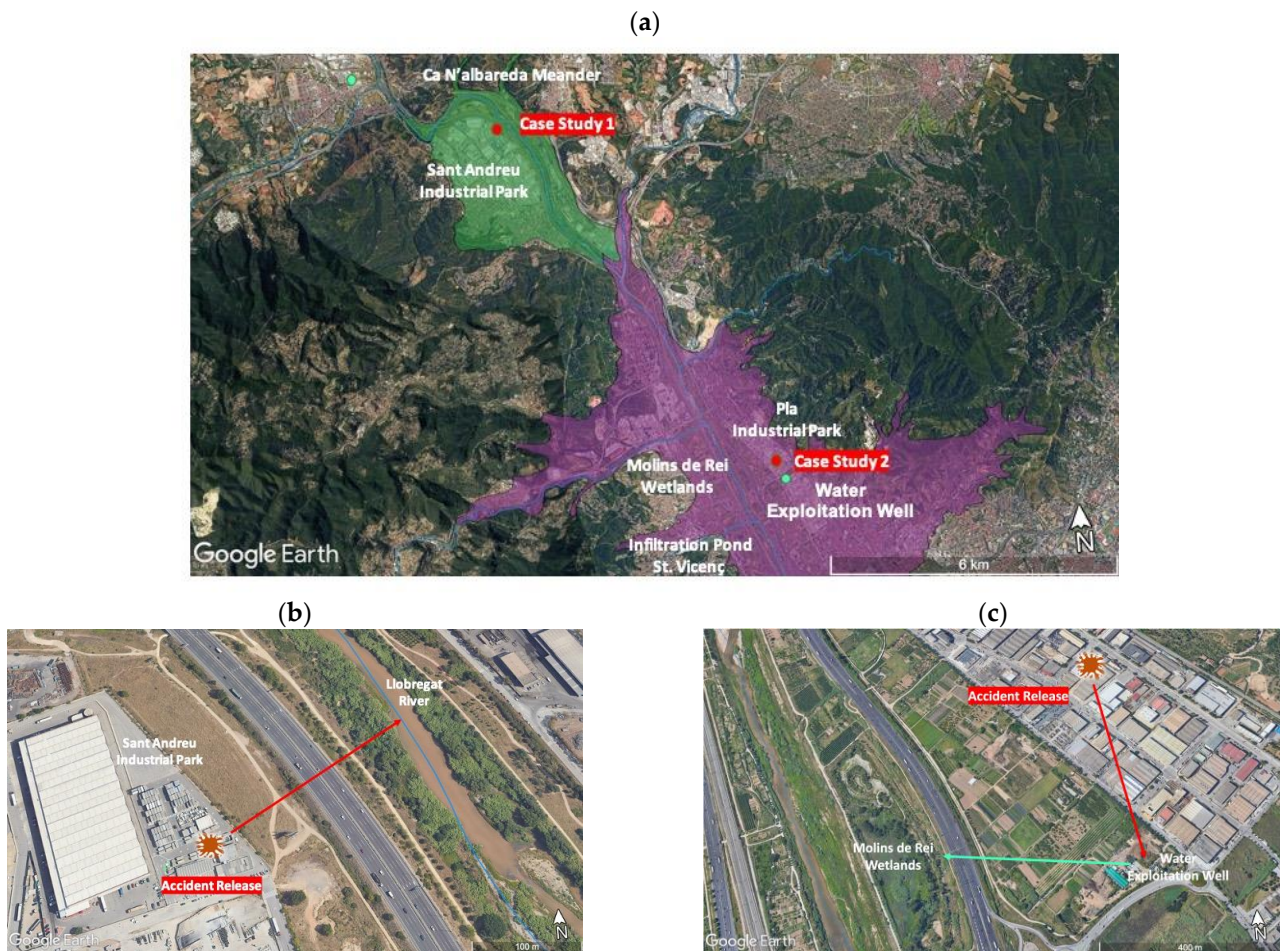 (a)
Ca N'albareda Meander
Case Study 1
Sant Andreu
Industrial Park
Pla
Industrial Park
Case Study 2
Molins de Rei
Wetlands
Water
Exploitation Well
Infiltration Pond
St. Vicenç
Google Earth
6 km
N
(b)
Llobregat
River
Sant Andreu
Industrial Park
Accident Release
Google Earth
100 m
N
(c)
Accident Release
Molins de Rei
Wetlands
Water
Exploitation Well
Google Earth
400 m
N